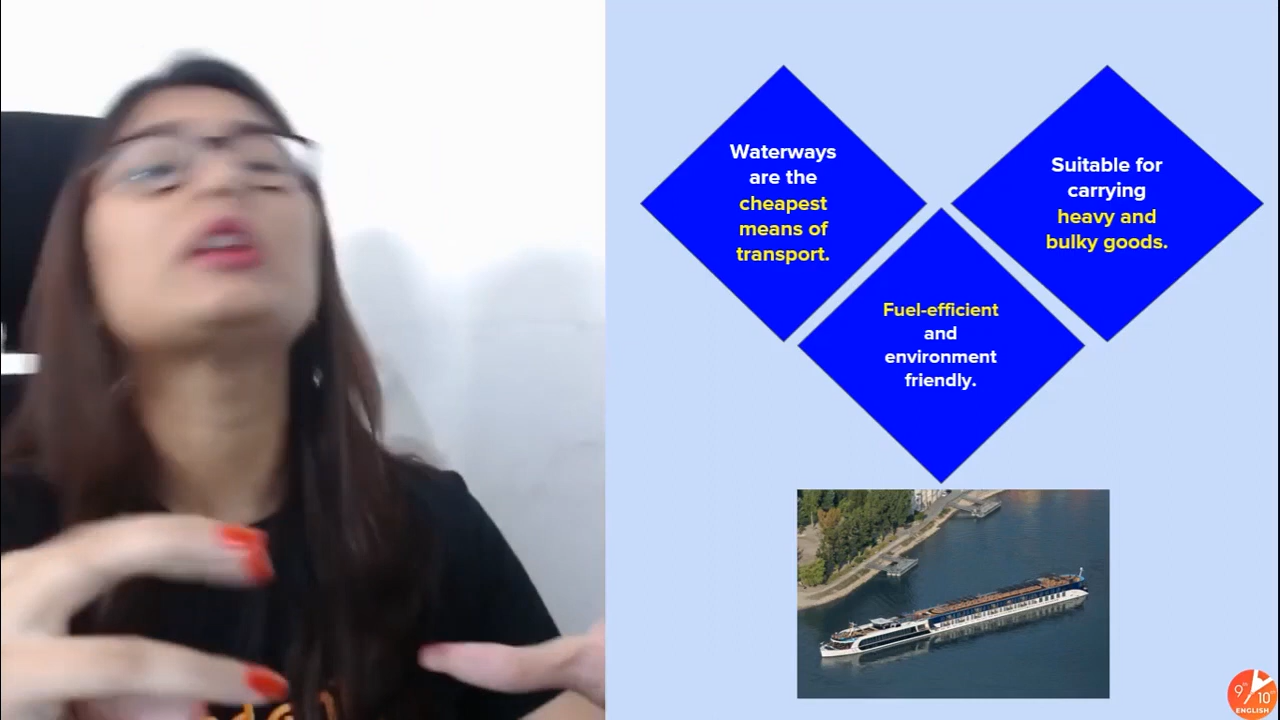 Waterways
are the
cheapest
means of
transport.
Suitable for
carrying
heavy and
bulky goods.
Fuel-efficient
and
environment
friendly.
9th/10th
ENGLISH